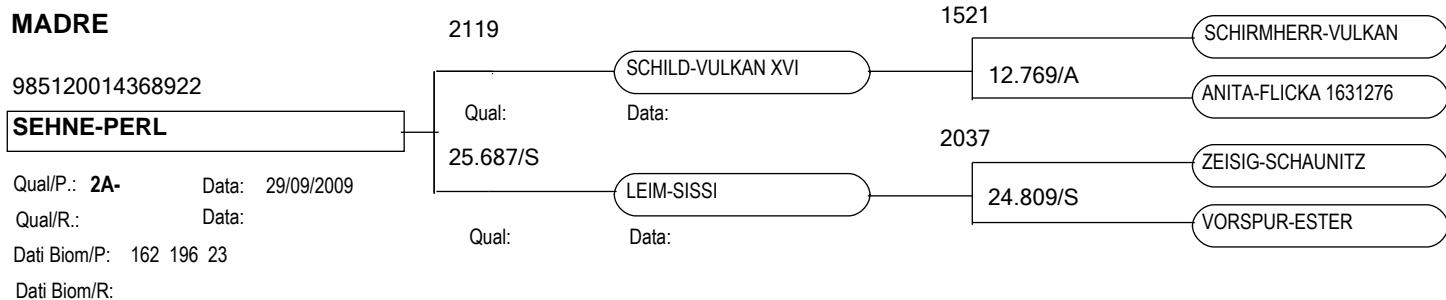 MADRE
985120014368922
SEHNE-PERL
Qual/P.: 2A- Data: 29/09/2009
Qual/R.: Data:
Dati Biom/P: 162 196 23
Dati Biom/R:
2119
SCHILD-VULKAN XVI
Qual: Data:
25.687/S
LEIM-SISSI
Qual: Data:
1521
SCHIRMHERR-VULKAN
12.769/A
ANITA-FLICKA 1631276
2037
ZEISIG-SCHAUNITZ
24.809/S
VORSPUR-ESTER